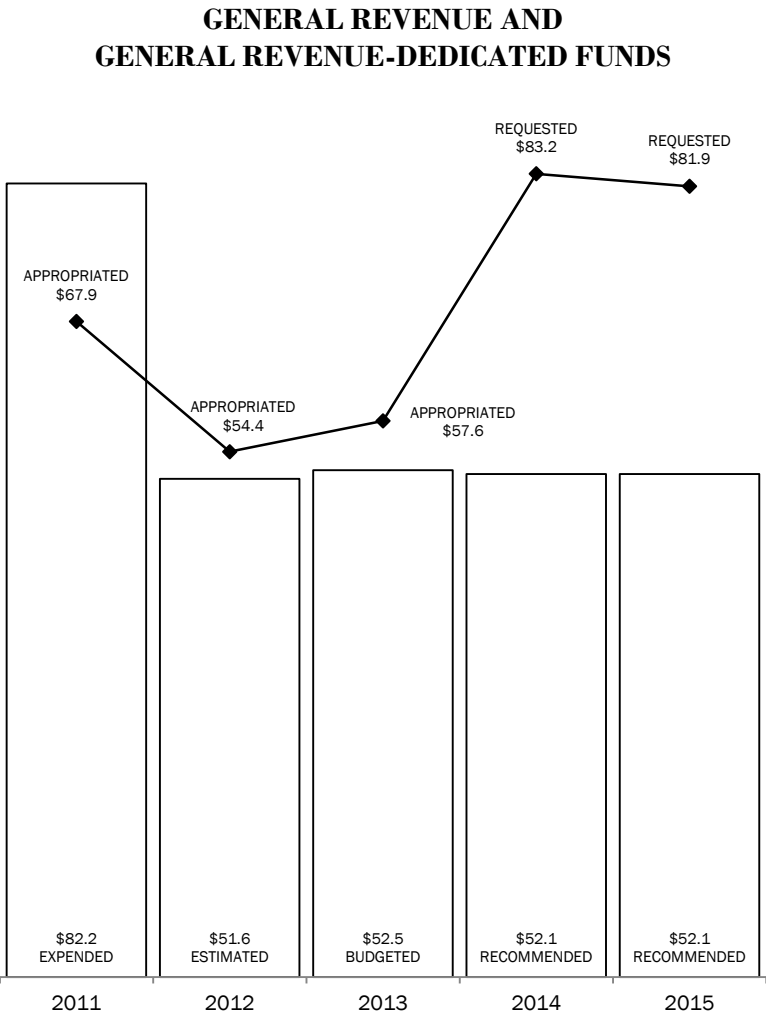 GENERAL REVENUE AND
GENERAL REVENUE-DEDICATED FUNDS
REQUESTED
$83.2
REQUESTED
$81.9
APPROPRIATED
$67.9
APPROPRIATED
$54.4
APPROPRIATED
$57.6
$82.2
EXPENDED
$51.6
ESTIMATED
$52.5
BUDGETED
$52.1
RECOMMENDED
$52.1
RECOMMENDED
2011
2012
2013
2014
2015